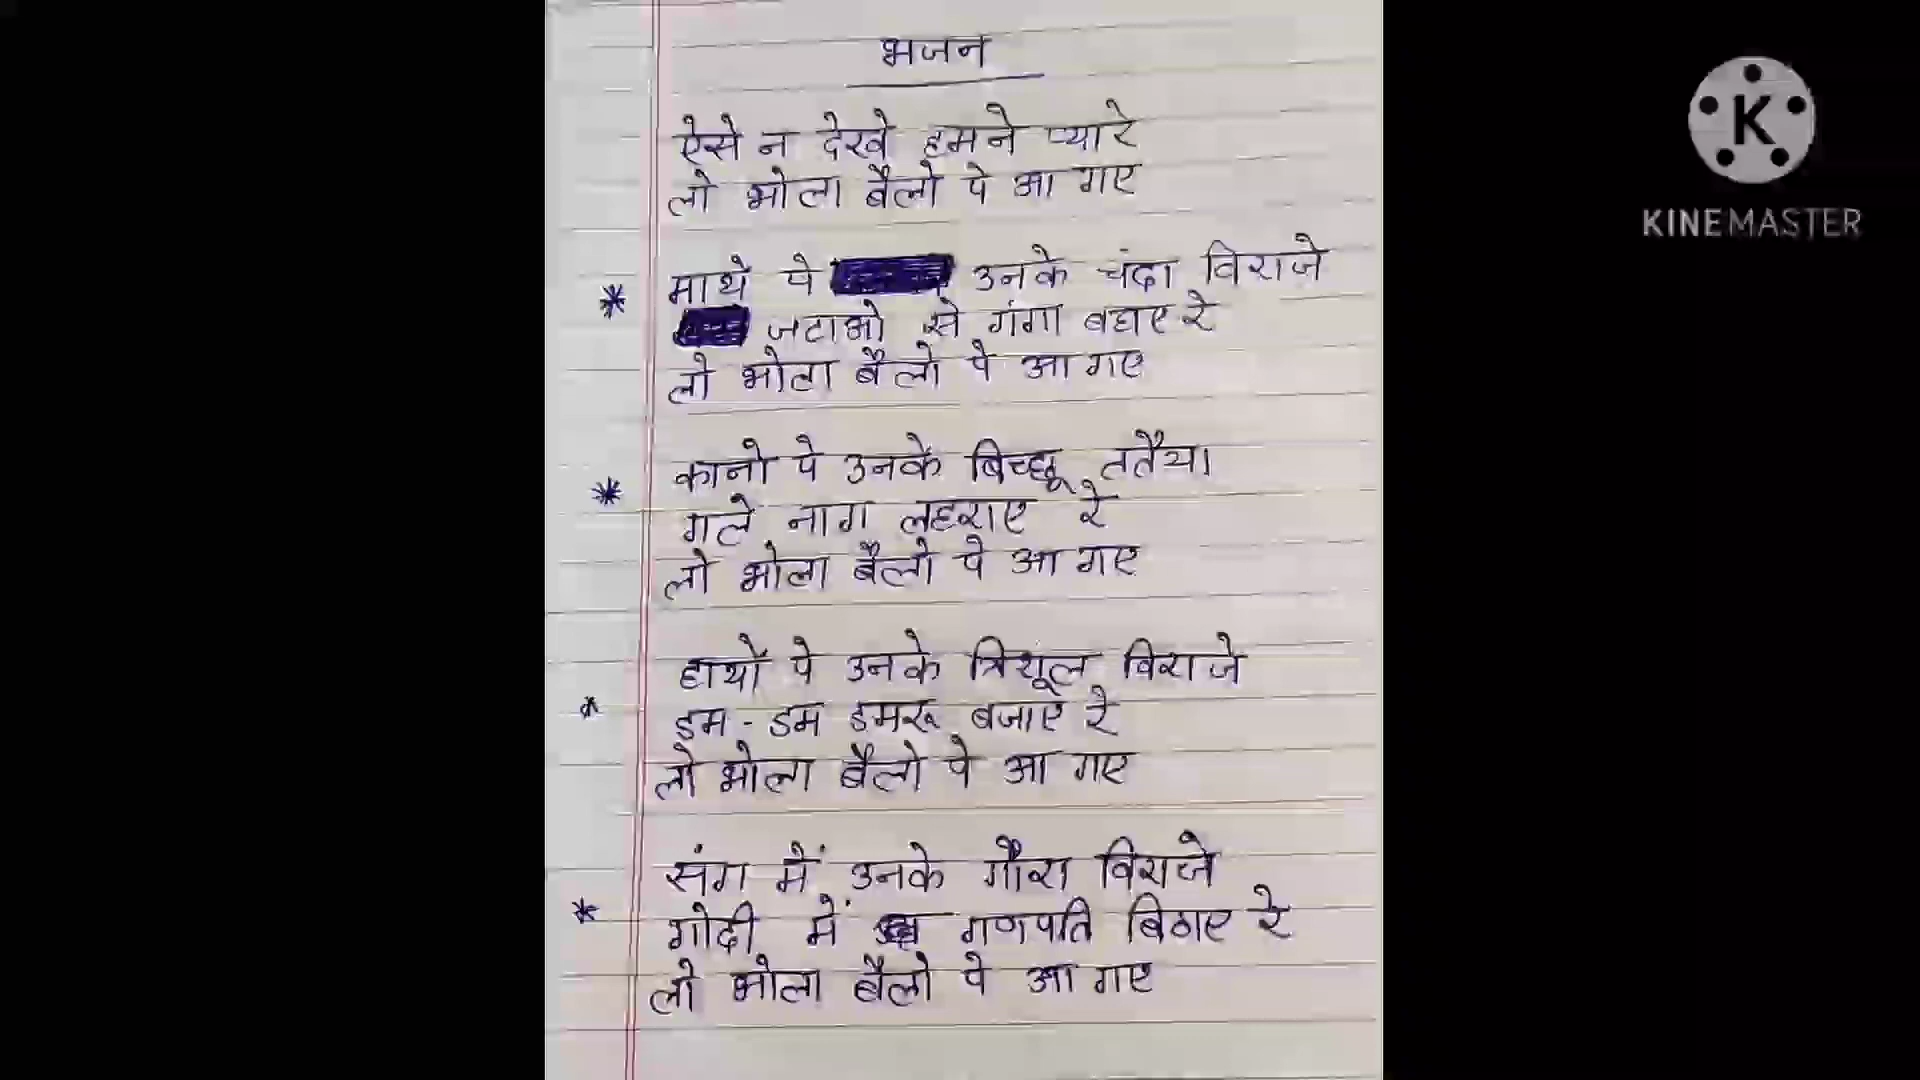 भजन
ऐसे न देखे हमने प्यारे
लो भोला बैलो पे आ गए
माथे पे उनके चंदा विराजे
जटाओ से गंगा बहाए रे
लो भोला बैलो पे आ गए
कानो पे उनके बिच्छू ततैया
गले नाग लहराए रे
लो भोला बैलो पे आ गए
हाथों पे उनके त्रिशूल विराजे
डम - डम डमरू बजाए रे
लो भोला बैलो पे आ गए
संग में उनके गौरा विराजे
गोदी में गणपति बिठाए रे
लो भोला बैलो पे आ गए
K
KINEMASTER